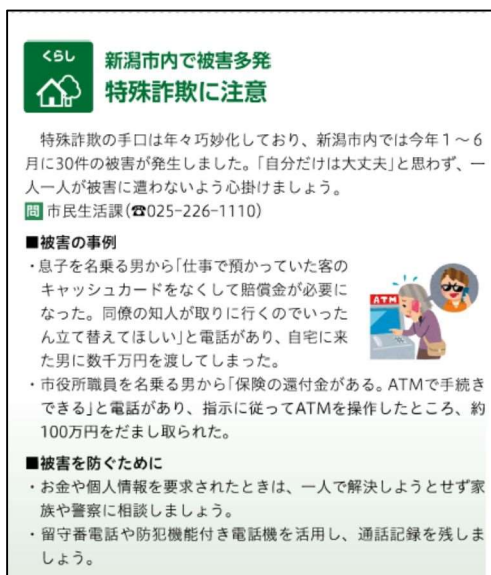 くらし
新潟市内で被害多発
特殊詐欺に注意
特殊詐欺の手口は年々巧妙化しており、新潟市内では今年1～6
月に30件の被害が発生しました。「自分だけは大丈夫」と思わず、一
人一人が被害に遭わないよう心掛けましょう。
問 市民生活課(☎025-226-1110)
■被害の事例
・息子を名乗る男から「仕事で預かっていた客の
キャッシュカードをなくして賠償金が必要に
なった。同僚の知人が取りに行くのでいった
ん立て替えてほしい」と電話があり、自宅に来
た男に数千万円を渡してしまった。
ATM
・市役所職員を名乗る男から「保険の還付金がある。ATMで手続き
できる」と電話があり、指示に従ってATMを操作したところ、約
100万円をだまし取られた。
■被害を防ぐために
・お金や個人情報を要求されたときは、一人で解決しようとせず家
族や警察に相談しましょう。
・留守番電話や防犯機能付き電話機を活用し、通話記録を残しま
しょう。